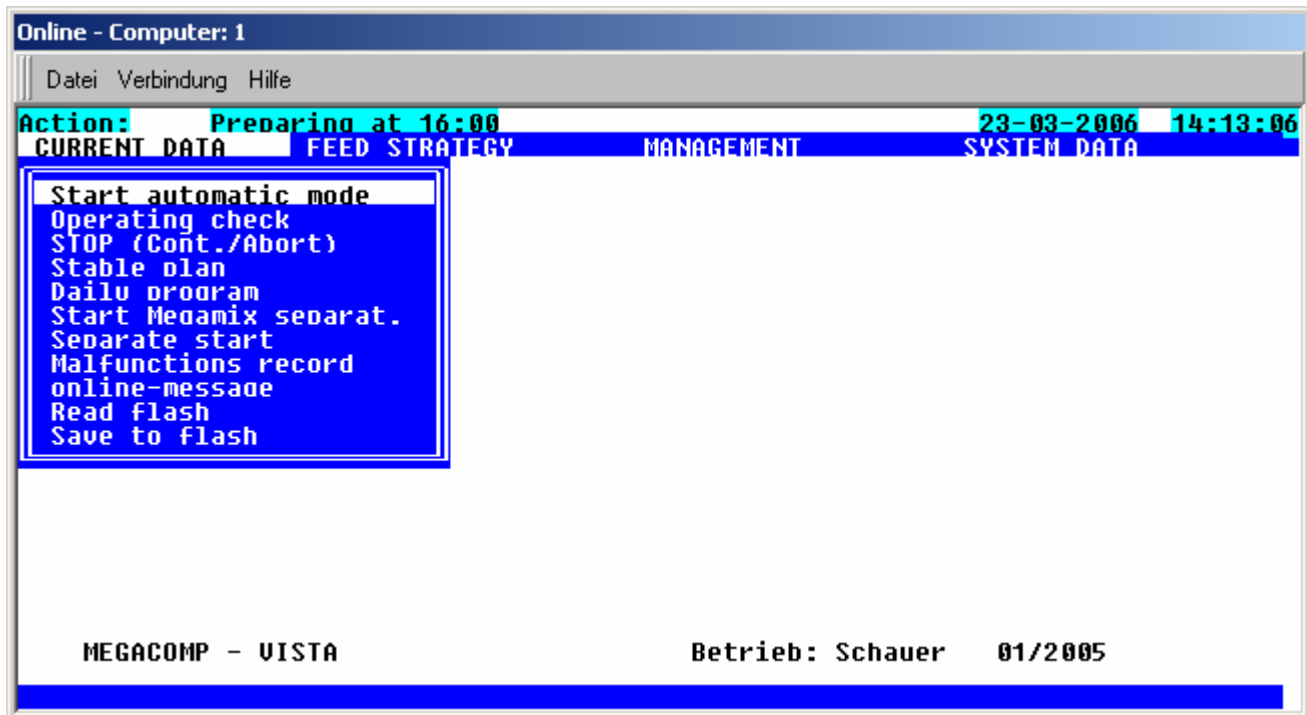 Online - Computer: 1
Datei Verbindung Hilfe
Action: Preparing at 16:00 23-03-2006 14:13:06
CURRENT DATA FEED STRATEGY MANAGEMENT SYSTEM DATA
Start automatic mode
Operating check
STOP (Cont./Abort)
Stable plan
Daily program
Start Megamix separat.
Separate start
Malfunctions record
online-message
Read flash
Save to flash
MEGACOMP - VISTA Betrieb: Schauer 01/2005